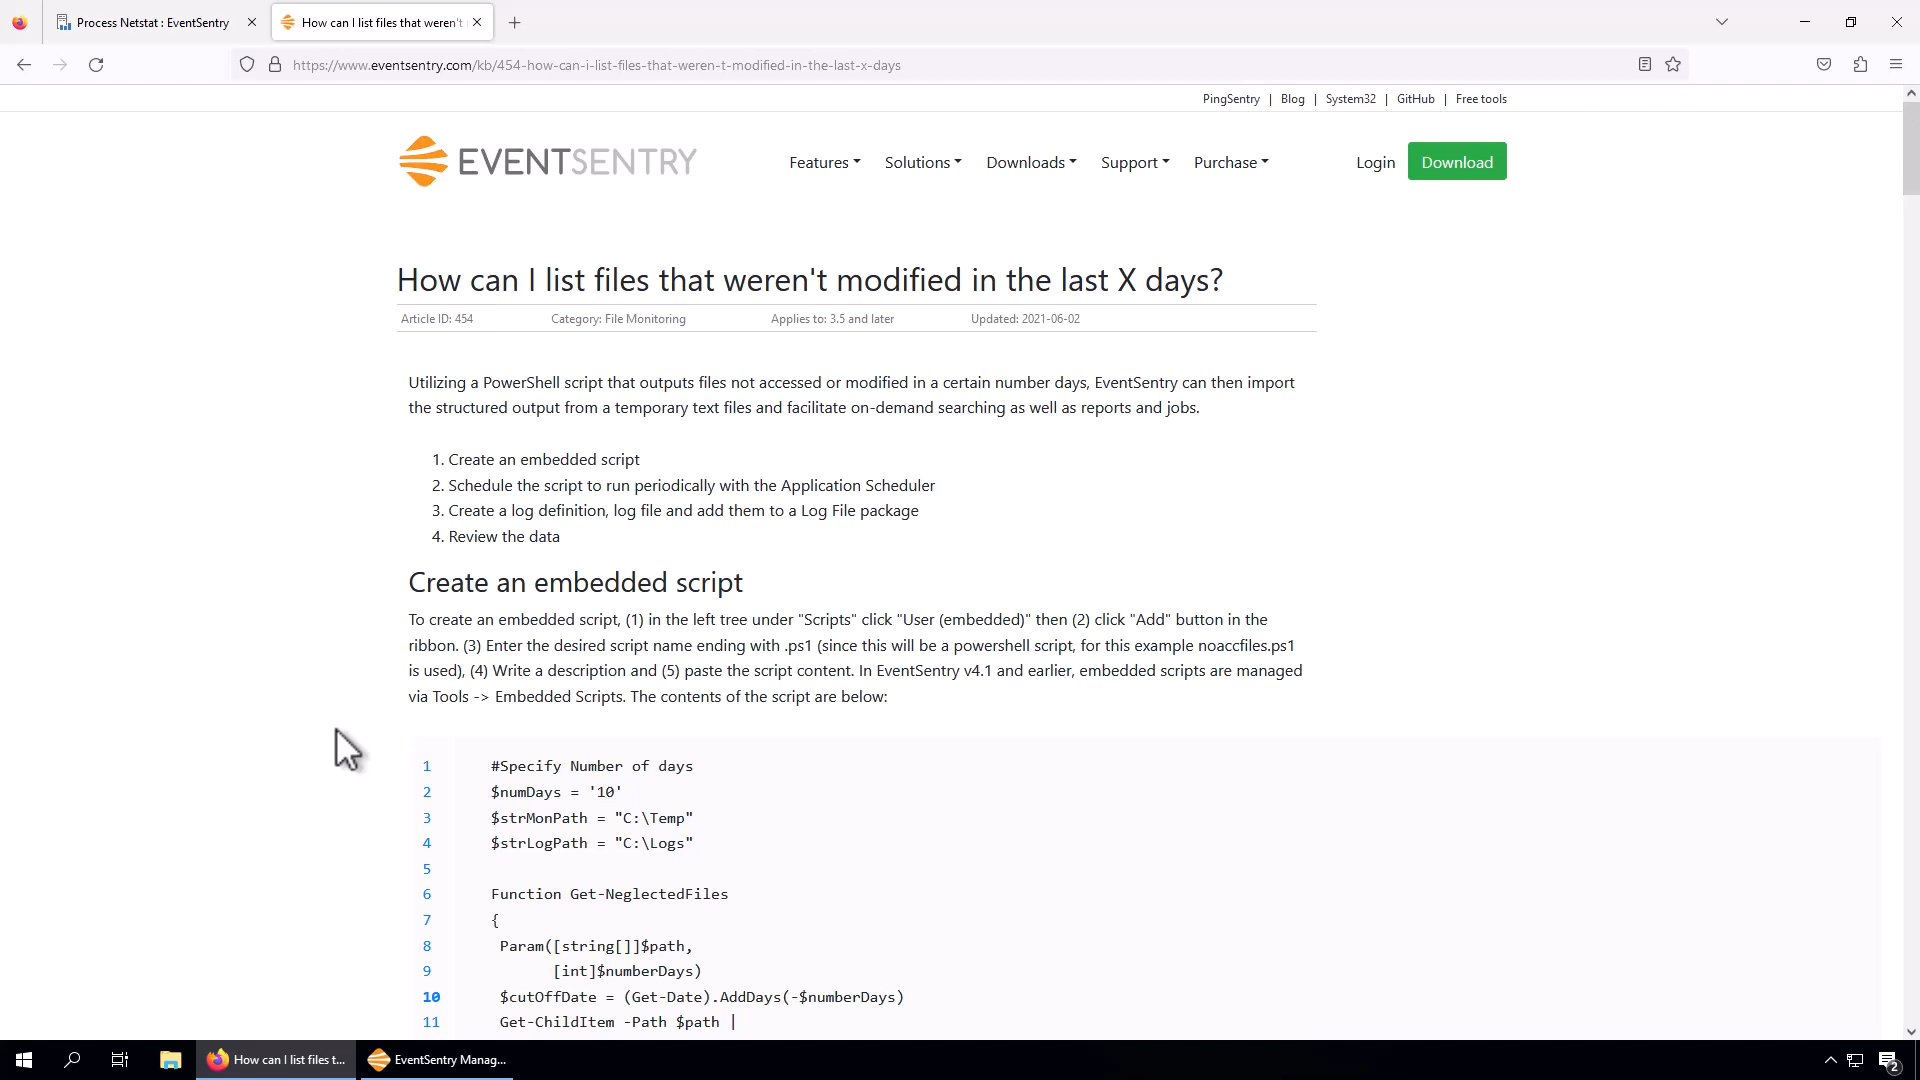 Process Netstat : EventSentry
How can I list files that weren't
https://www.eventsentry.com/kb/454-how-can-i-list-files-that-weren-t-modified-in-the-last-x-days
PingSentry | Blog | System32 | GitHub | Free tools
EVENTSENTRY
Features Solutions Downloads Support Purchase Login Download
How can I list files that weren't modified in the last X days?
Article ID: 454 Category: File Monitoring Applies to: 3.5 and later Updated: 2021-06-02
Utilizing a PowerShell script that outputs files not accessed or modified in a certain number days, EventSentry can then import
the structured output from a temporary text files and facilitate on-demand searching as well as reports and jobs.
1. Create an embedded script
2. Schedule the script to run periodically with the Application Scheduler
3. Create a log definition, log file and add them to a Log File package
4. Review the data
Create an embedded script
To create an embedded script, (1) in the left tree under "Scripts" click "User (embedded)" then (2) click "Add" button in the
ribbon. (3) Enter the desired script name ending with .ps1 (since this will be a powershell script, for this example noaccfiles.ps1
is used), (4) Write a description and (5) paste the script content. In EventSentry v4.1 and earlier, embedded scripts are managed
via Tools -> Embedded Scripts. The contents of the script are below:
1 #Specify Number of days
2 $numDays = '10'
3 $strMonPath = "C:\Temp"
4 $strLogPath = "C:\Logs"
5
6 Function Get-NeglectedFiles
7 {
8 Param([string[]]$path,
9 [int]$numberDays)
10 $cutOffDate = (Get-Date).AddDays(-$numberDays)
11 Get-ChildItem -Path $path |
How can I list files t...
EventSentry Manag...
2